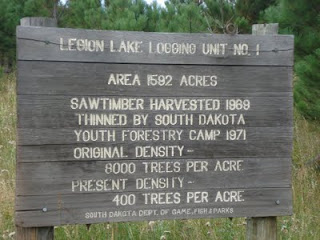 LEGION LAKE LOGGING UNIT NO. 1
AREA 1592 ACRES
SAWTIMBER HARVESTED 1969
THINNED BY SOUTH DAKOTA
YOUTH FORESTRY CAMP 1971
ORIGINAL DENSITY-
8000 TREES PER ACRE
PRESENT DENSITY-
400 TREES PER ACRE
SOUTH DAKOTA DEPT. OF GAME, FISH & PARKS